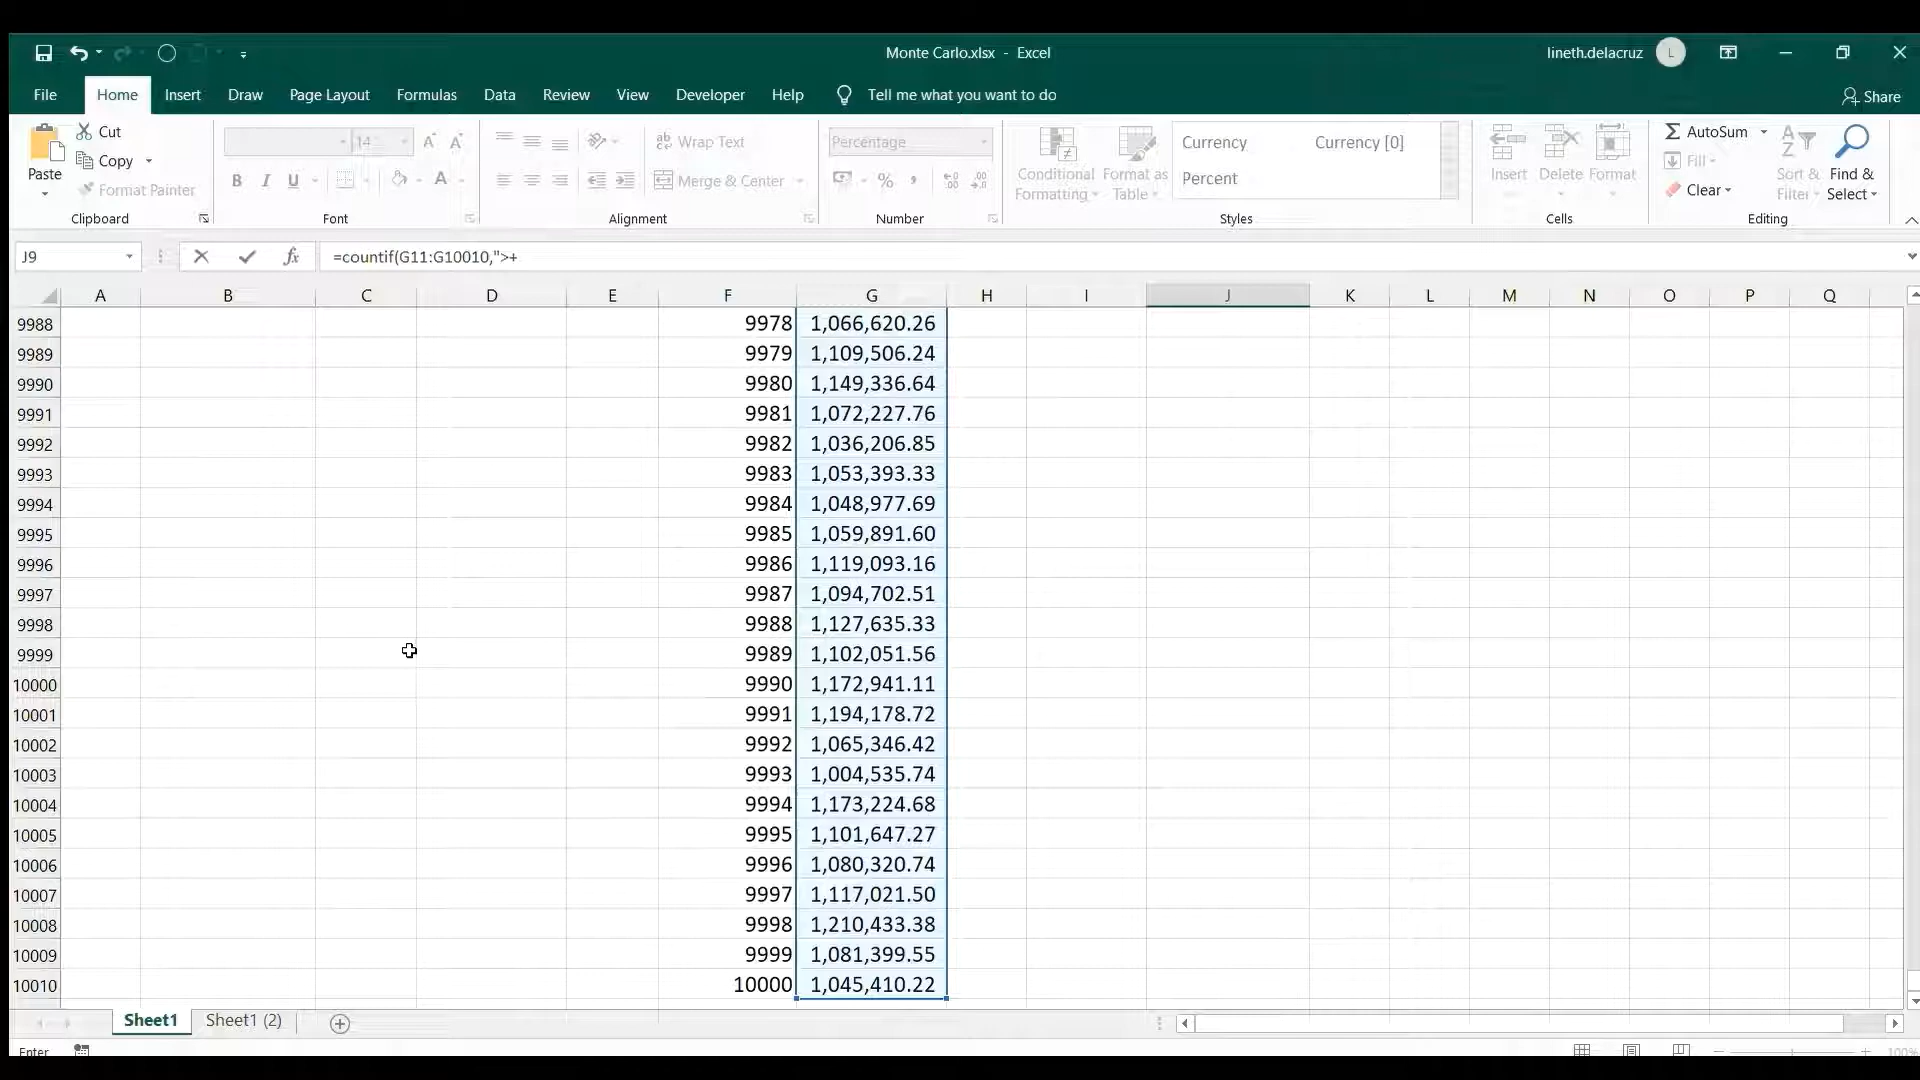 Monte Carlo.xlsx - Excel
lineth.delacruz L
File Home Insert Draw Page Layout Formulas Data Review View Developer Help Tell me what you want to do Share
Paste
Cut
Copy
Format Painter
Clipboard
14
A A
B I U A
Font
ab Wrap Text
Merge & Center
Alignment
Percentage
% ,
Number
Conditional Formatting
Format as Table
Currency Currency [0]
Percent
Styles
Insert Delete Format
Cells
AutoSum
Fill
Clear
Sort & Filter
Find & Select
Editing
J9 fx =countif(G11:G10010,">+
A B C D E F G H I J K L M N O P Q
9988 9978 1,066,620.26
9989 9979 1,109,506.24
9990 9980 1,149,336.64
9991 9981 1,072,227.76
9992 9982 1,036,206.85
9993 9983 1,053,393.33
9994 9984 1,048,977.69
9995 9985 1,059,891.60
9996 9986 1,119,093.16
9997 9987 1,094,702.51
9998 9988 1,127,635.33
9999 9989 1,102,051.56
10000 9990 1,172,941.11
10001 9991 1,194,178.72
10002 9992 1,065,346.42
10003 9993 1,004,535.74
10004 9994 1,173,224.68
10005 9995 1,101,647.27
10006 9996 1,080,320.74
10007 9997 1,117,021.50
10008 9998 1,210,433.38
10009 9999 1,081,399.55
10010 10000 1,045,410.22
Sheet1 Sheet1 (2)
Enter 100%